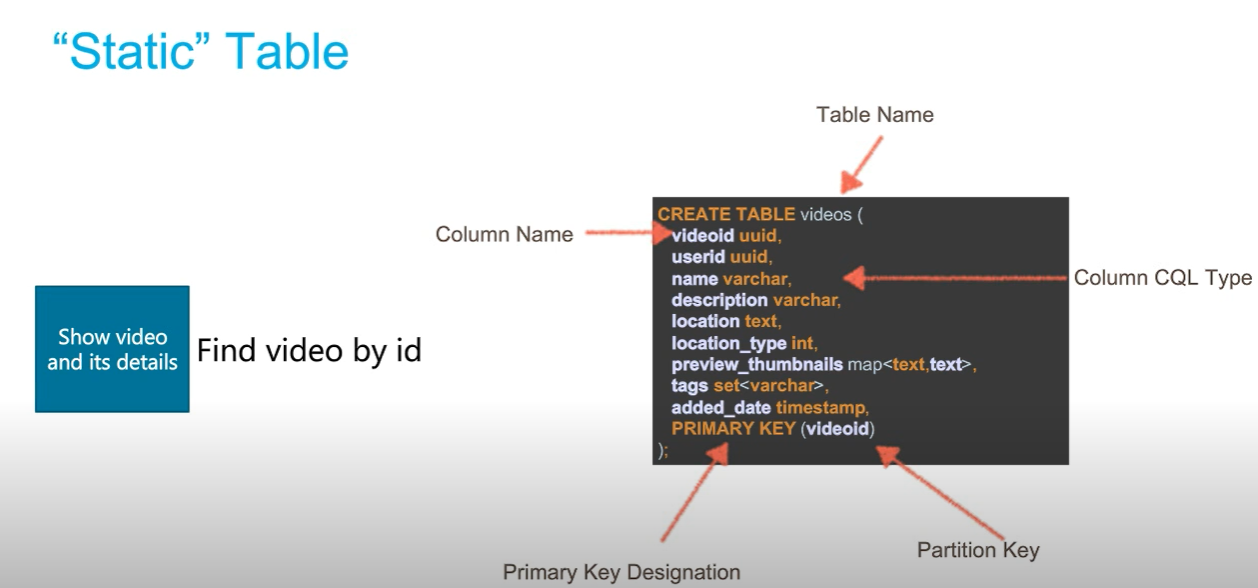 “Static” Table
Table Name
Column Name
Column CQL Type
CREATE TABLE videos (
videoid uuid,
userid uuid,
name varchar,
description varchar,
location text,
location_type int,
preview_thumbnails map<text,text>,
tags set<varchar>,
added_date timestamp,
PRIMARY KEY (videoid)
);
Show video
and its details
Find video by id
Partition Key
Primary Key Designation